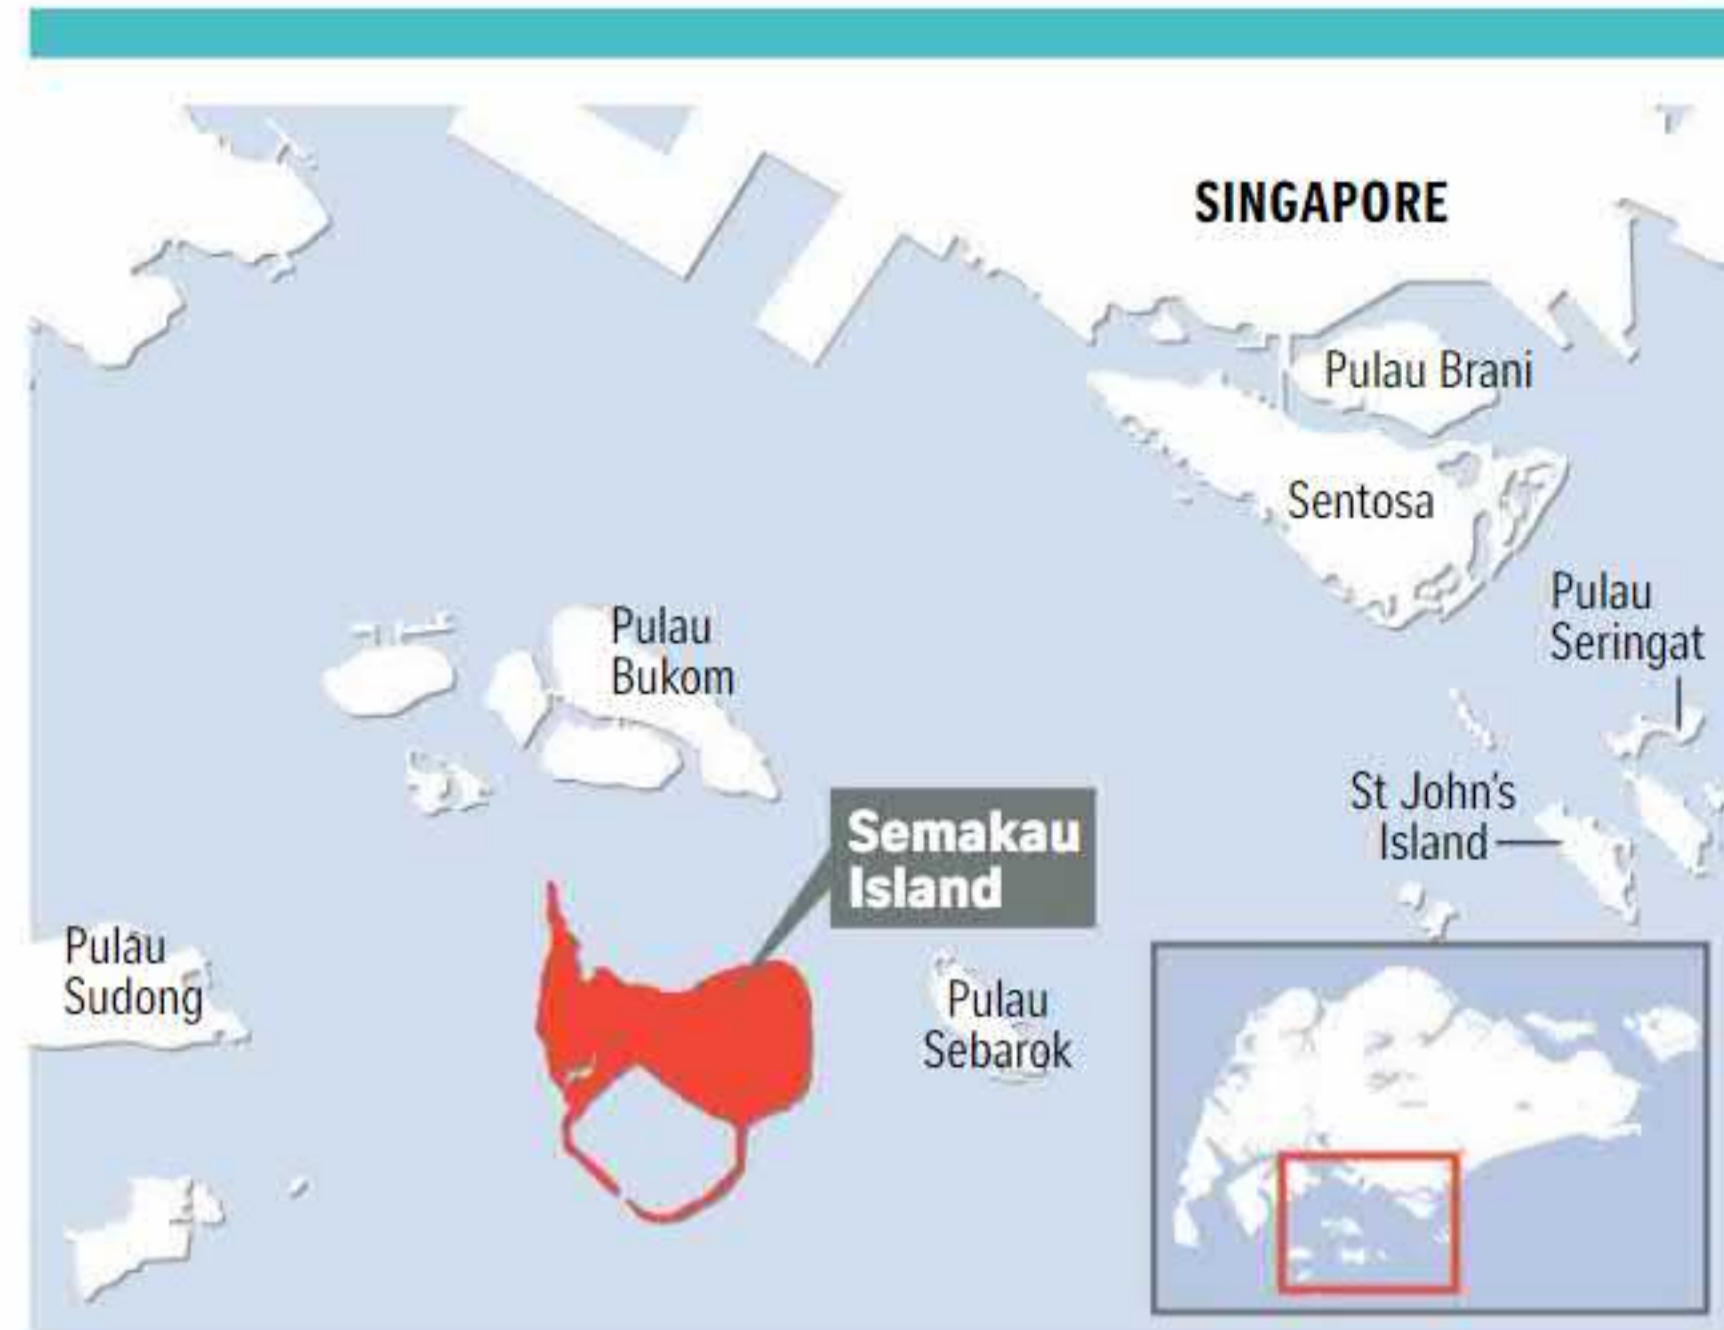 SINGAPORE
Pulau Brani
Sentosa
Pulau
Seringat
Pulau
Bukom
St John's
Island
Semakau
Island
Pulau
Sudong
Pulau
Sebarok